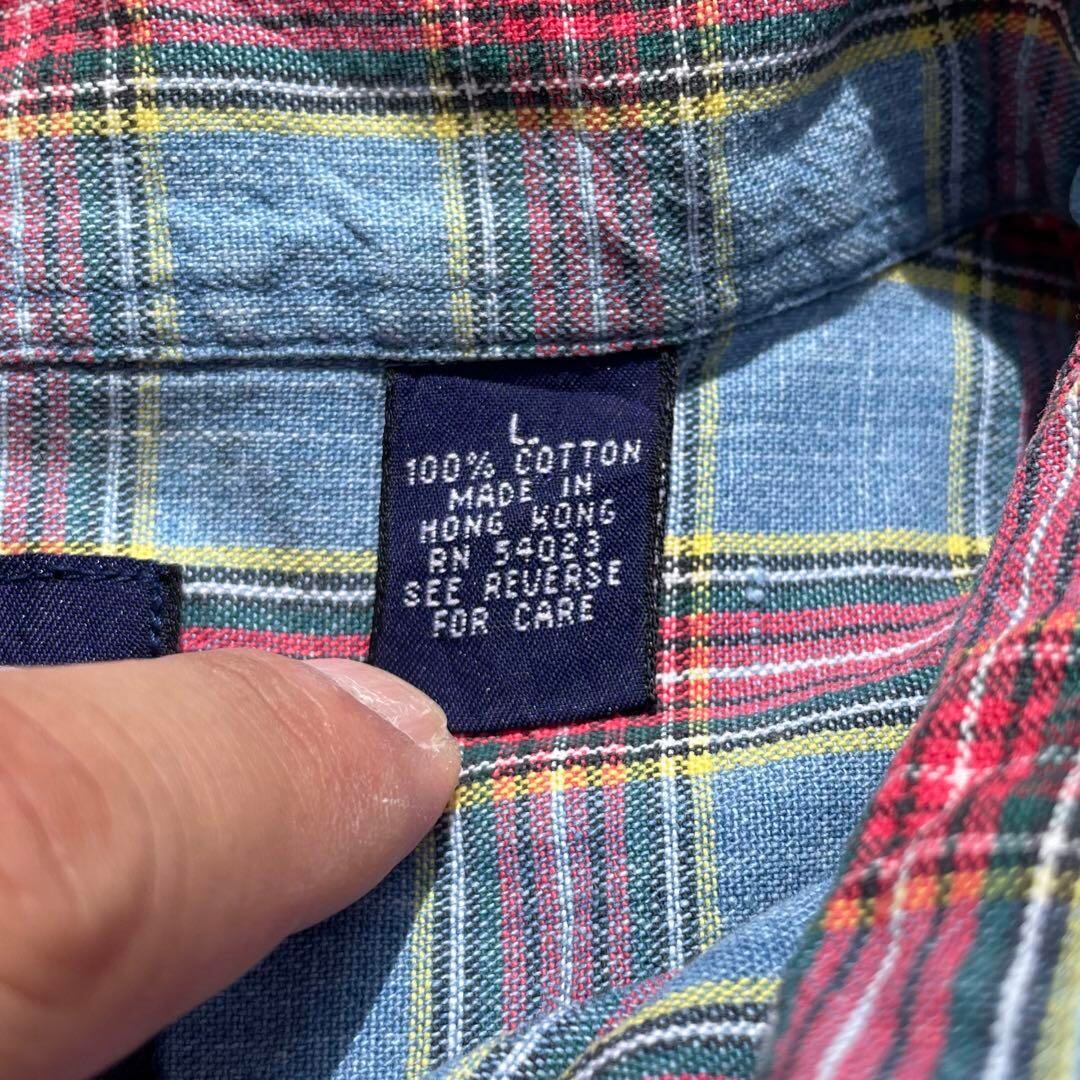 L.
100% COTTON
MADE IN
HONG KONG
RN 54023
SEE REVERSE
FOR CARE